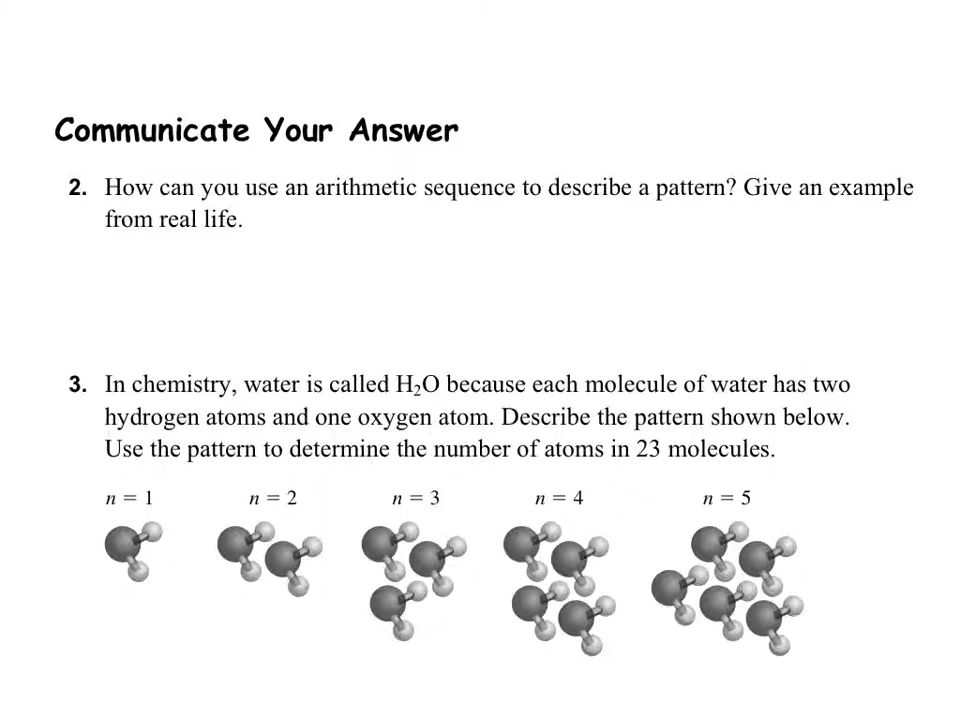 Communicate Your Answer
2. How can you use an arithmetic sequence to describe a pattern? Give an example
from real life.
3. In chemistry, water is called H₂O because each molecule of water has two
hydrogen atoms and one oxygen atom. Describe the pattern shown below.
Use the pattern to determine the number of atoms in 23 molecules.
n = 1 n = 2 n = 3 n = 4 n = 5